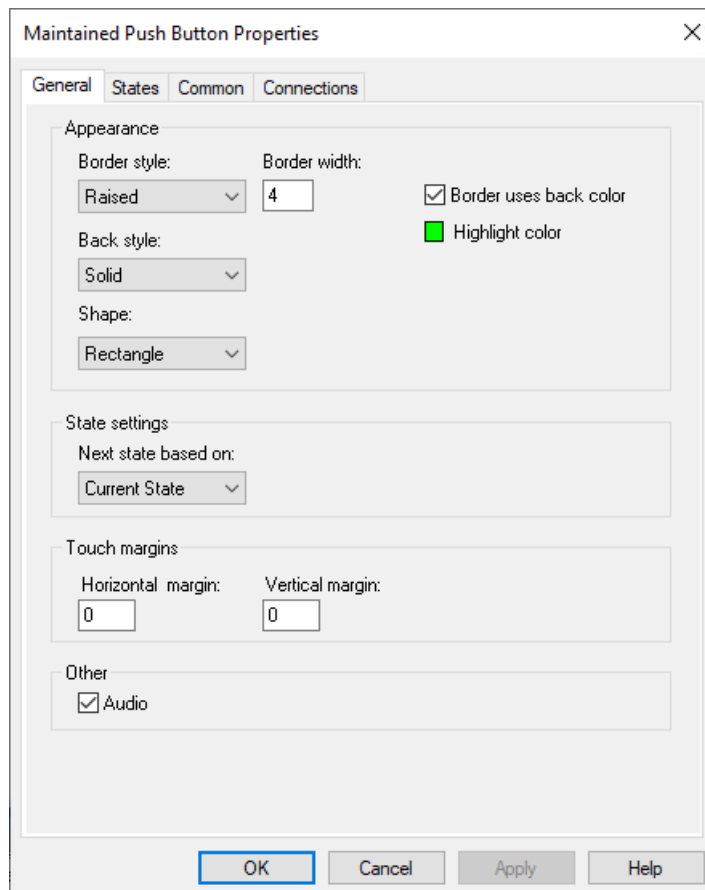 Maintained Push Button Properties
General States Common Connections
Appearance
Border style: Border width:
Raised 4 Border uses back color
Highlight color
Back style:
Solid
Shape:
Rectangle
State settings
Next state based on:
Current State
Touch margins
Horizontal margin: Vertical margin:
0 0
Other
Audio
OK Cancel Apply Help